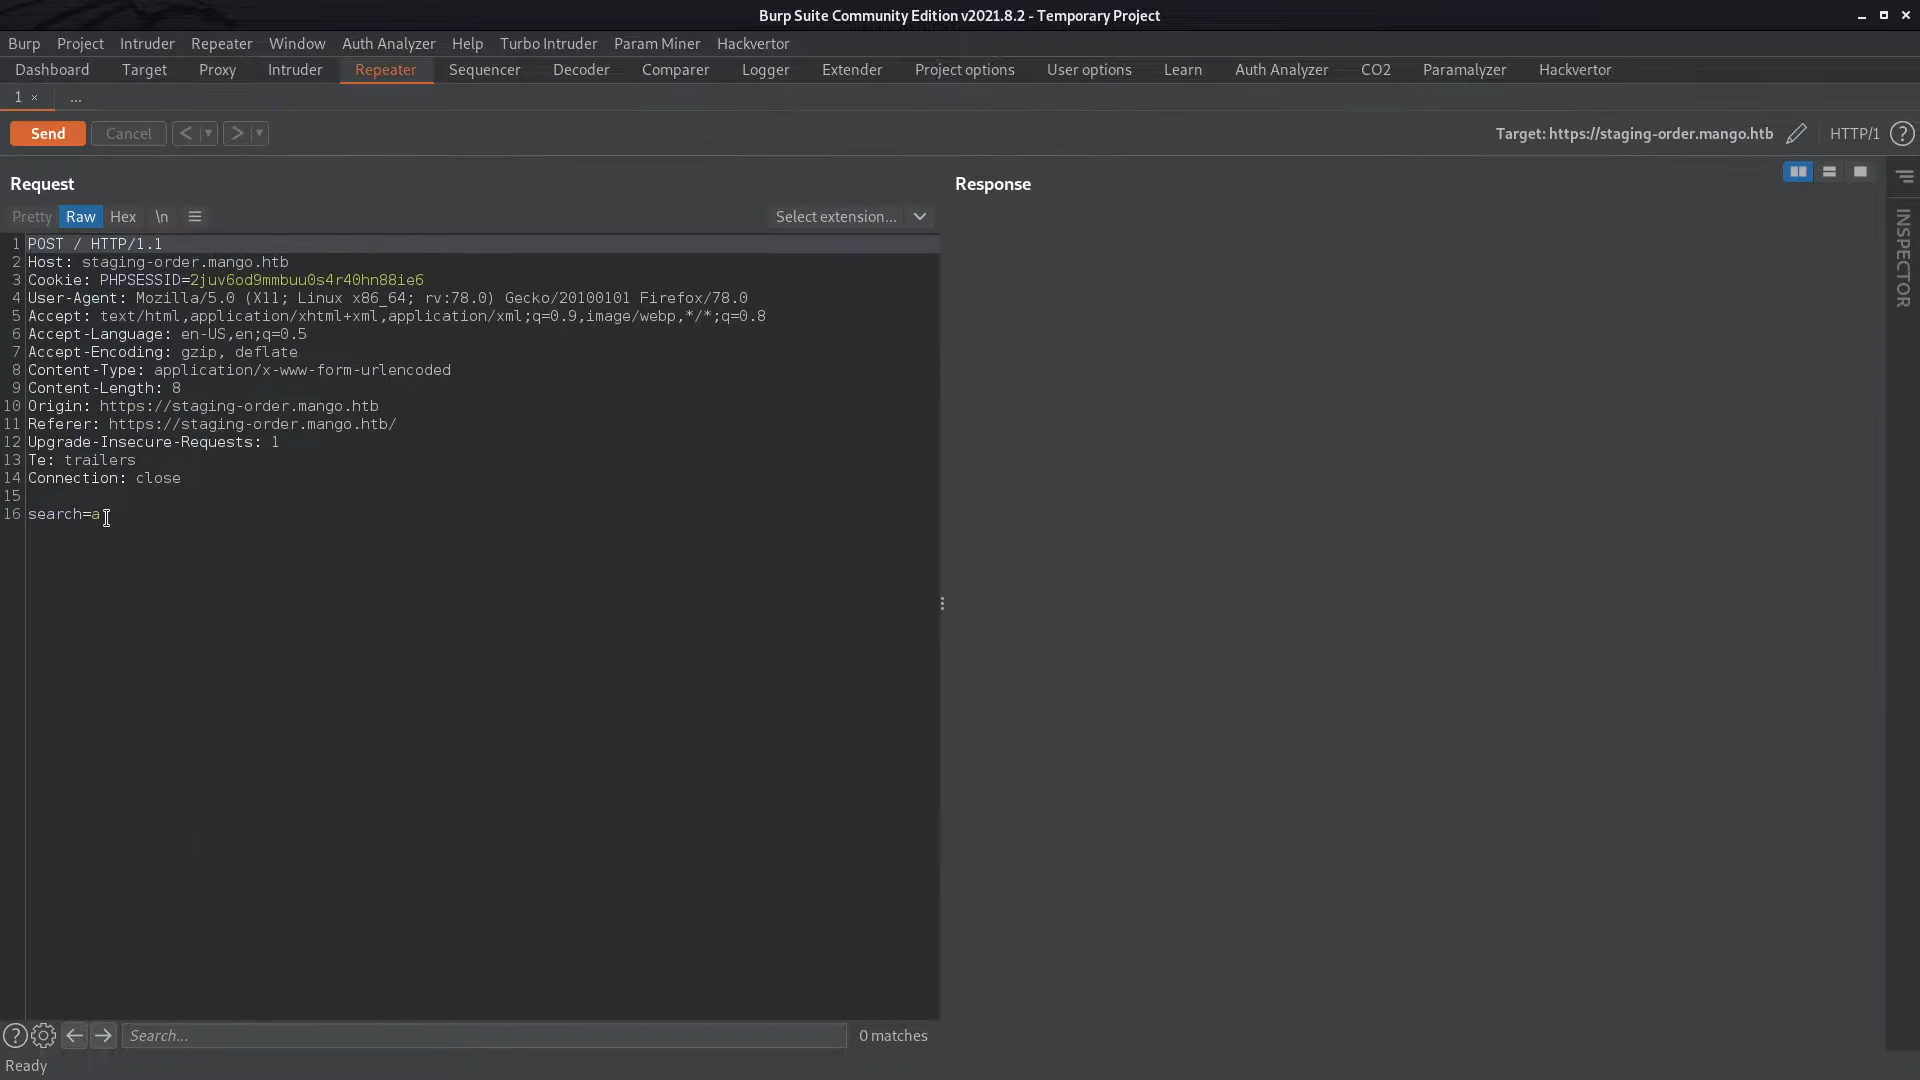 Burp Suite Community Edition v2021.8.2 - Temporary Project
Burp Project Intruder Repeater Window Auth Analyzer Help Turbo Intruder Param Miner Hackvertor
Dashboard Target Proxy Intruder Repeater Sequencer Decoder Comparer Logger Extender Project options User options Learn Auth Analyzer CO2 Paramalyzer Hackvertor
1 × ...
Send Cancel < > Target: https://staging-order.mango.htb HTTP/1 ?
Request Response
Pretty Raw Hex \n Select extension...
INSPECTOR
1 POST / HTTP/1.1
2 Host: staging-order.mango.htb
3 Cookie: PHPSESSID=2juv6od9mmbuu0s4r40hn88ie6
4 User-Agent: Mozilla/5.0 (X11; Linux x86_64; rv:78.0) Gecko/20100101 Firefox/78.0
5 Accept: text/html,application/xhtml+xml,application/xml;q=0.9,image/webp,*/*;q=0.8
6 Accept-Language: en-US,en;q=0.5
7 Accept-Encoding: gzip, deflate
8 Content-Type: application/x-www-form-urlencoded
9 Content-Length: 8
10 Origin: https://staging-order.mango.htb
11 Referer: https://staging-order.mango.htb/
12 Upgrade-Insecure-Requests: 1
13 Te: trailers
14 Connection: close
15
16 search=a
? Search... 0 matches
Ready